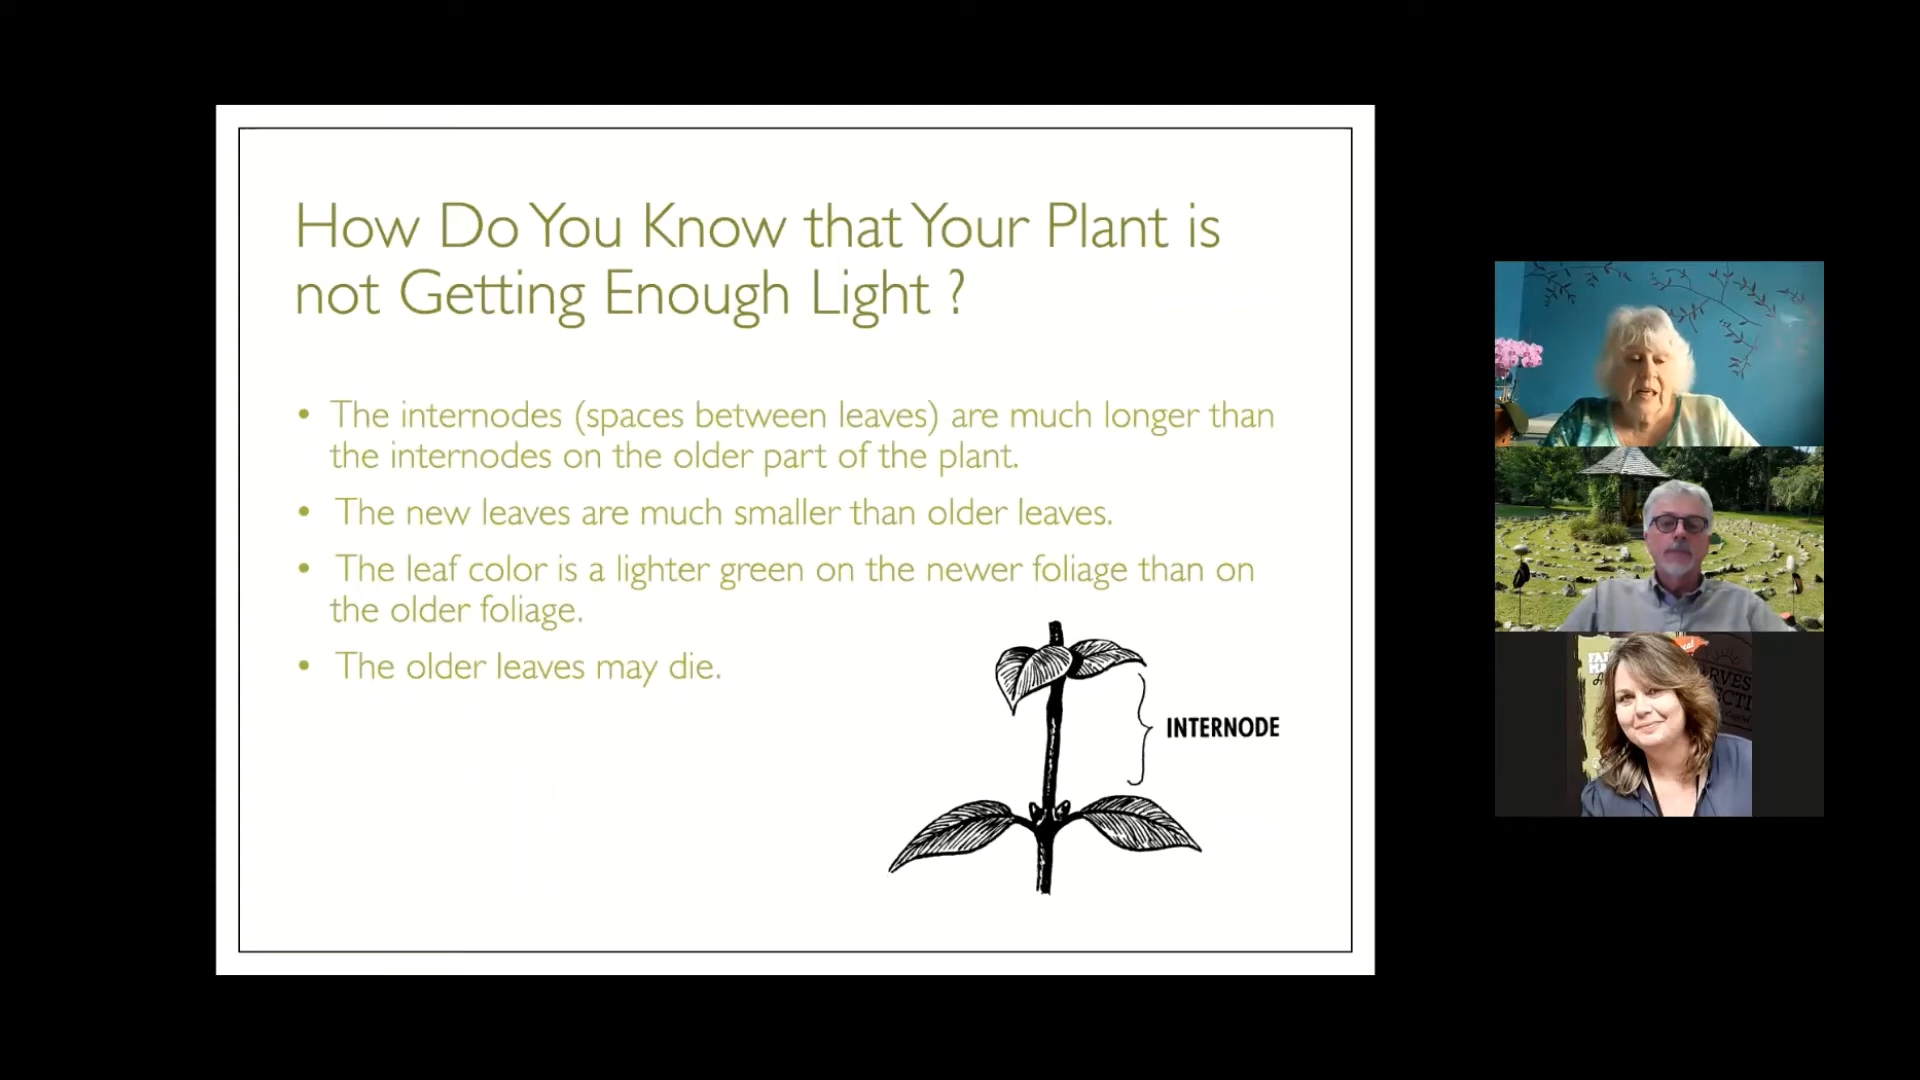 How Do You Know that Your Plant is
not Getting Enough Light ?
• The internodes (spaces between leaves) are much longer than
the internodes on the older part of the plant.
• The new leaves are much smaller than older leaves.
• The leaf color is a lighter green on the newer foliage than on
the older foliage.
• The older leaves may die.
INTERNODE